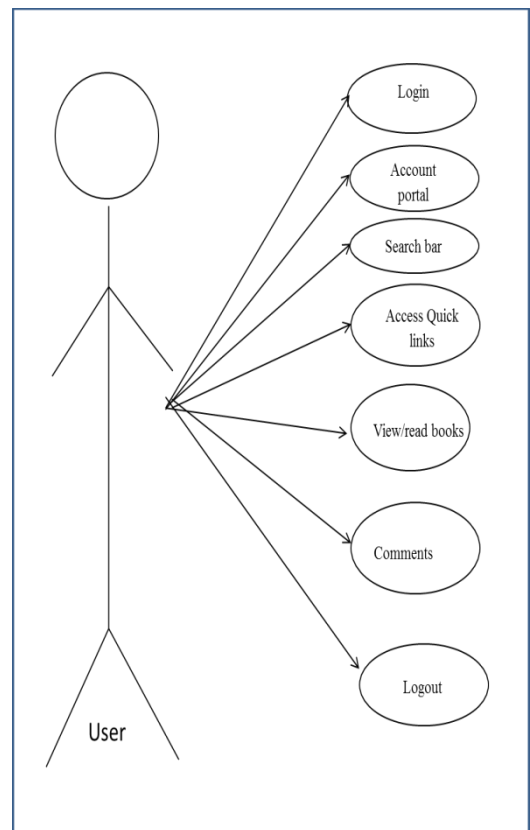 Login
Account
portal
Search bar
Access Quick
links
View/read books
Comments
Logout
User